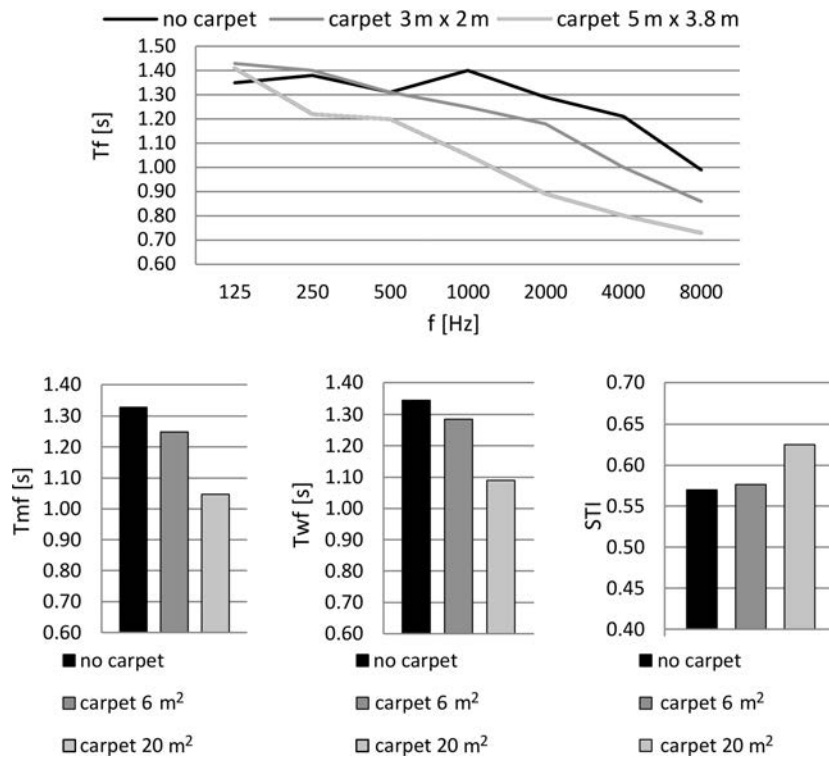 no carpet carpet 3 m x 2 m carpet 5 m x 3.8 m
1.50
1.40
1.30
1.20
1.10
1.00
0.90
0.80
0.70
0.60
Tf [s]
125 250 500 1000 2000 4000 8000
f [Hz]
1.40
1.30
1.20
1.10
1.00
0.90
0.80
0.70
0.60
Tmf [s]
no carpet
carpet 6 m²
carpet 20 m²
1.40
1.30
1.20
1.10
1.00
0.90
0.80
0.70
0.60
Twf [s]
no carpet
carpet 6 m²
carpet 20 m²
0.70
0.65
0.60
0.55
0.50
0.45
0.40
STI
no carpet
carpet 6 m²
carpet 20 m²